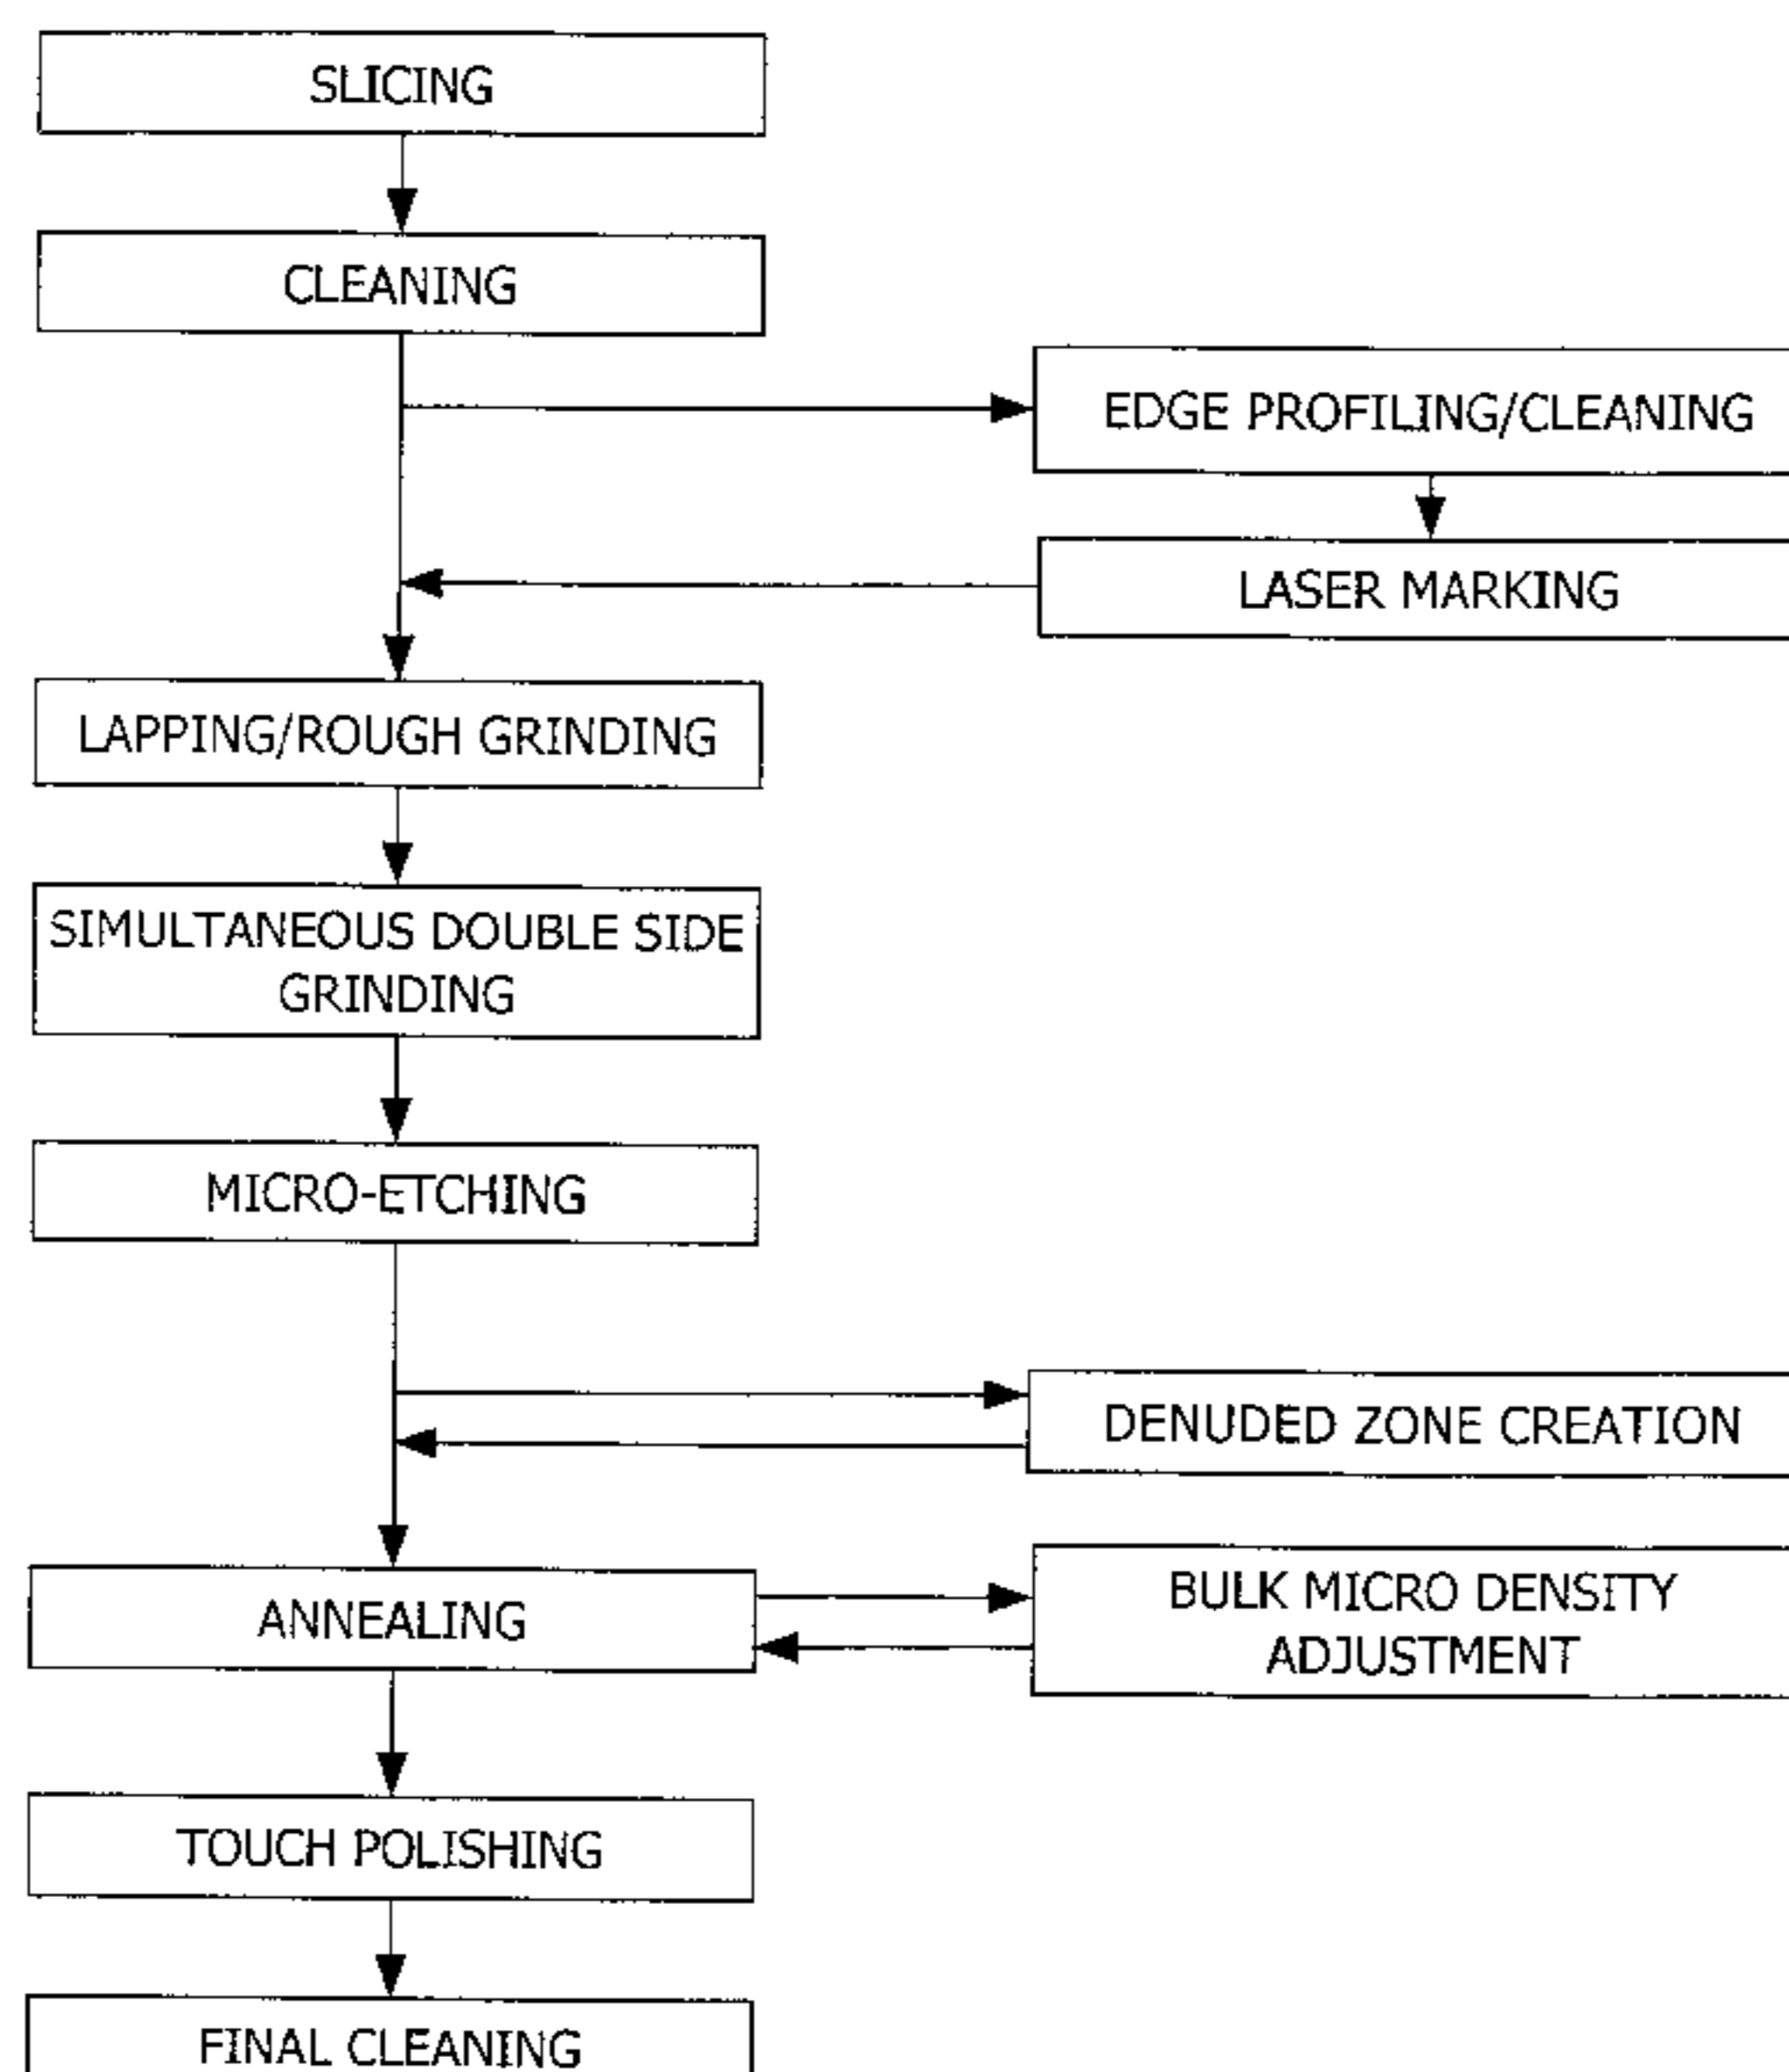 SLICING
CLEANING
EDGE PROFILING/CLEANING
LASER MARKING
LAPPING/ROUGH GRINDING
SIMULTANEOUS DOUBLE SIDE
GRINDING
MICRO-ETCHING
DENUDED ZONE CREATION
ANNEALING
BULK MICRO DENSITY
ADJUSTMENT
TOUCH POLISHING
FINAL CLEANING